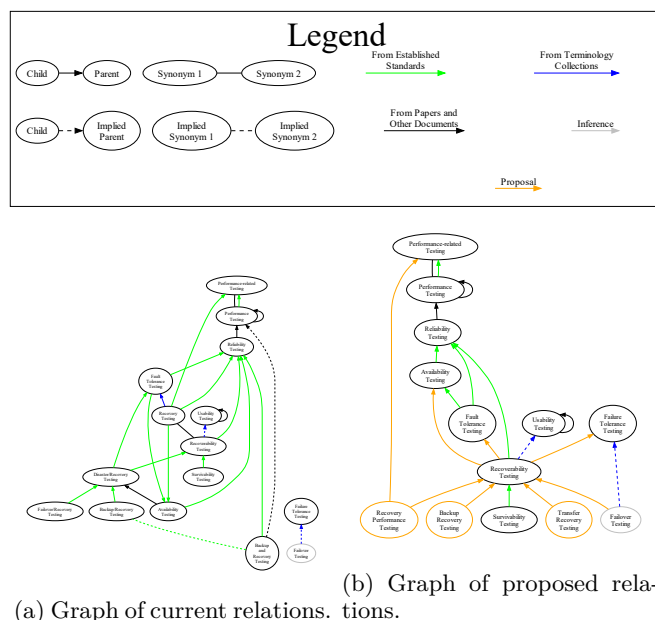 Legend
Child
Parent
Synonym 1
Synonym 2
From Established
Standards
From Terminology
Collections
Child
Implied
Parent
Implied
Synonym 1
Implied
Synonym 2
From Papers and
Other Documents
Inference
Proposal
Performance-related
Testing
Performance
Testing
Reliability
Testing
Fault
Tolerance
Testing
Recovery
Testing
Usability
Testing
Recoverability
Testing
Disaster/Recovery
Testing
Survivability
Testing
Failover/Recovery
Testing
Backup/Recovery
Testing
Availability
Testing
Backup
and
Recovery
Testing
Failure
Tolerance
Testing
Failover
Testing
(a) Graph of current relations.
Performance-related
Testing
Performance
Testing
Reliability
Testing
Availability
Testing
Fault
Tolerance
Testing
Usability
Testing
Failure
Tolerance
Testing
Recoverability
Testing
Recovery
Performance
Testing
Backup
Recovery
Testing
Survivability
Testing
Transfer
Recovery
Testing
Failover
Testing
(b) Graph of proposed rela-
tions.